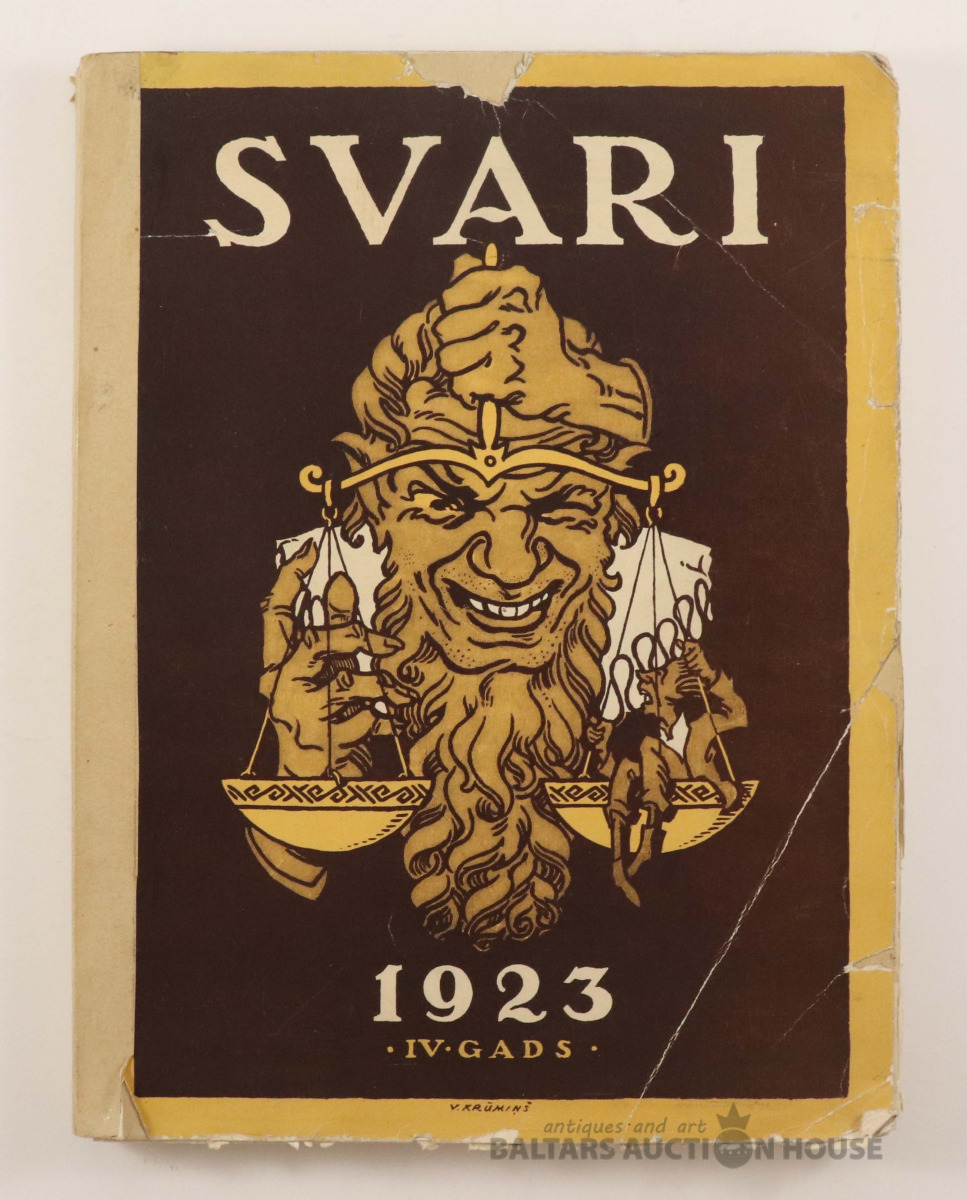 SVARI
1923
·IV·GADS·
V. KRŪMIŅŠ
antiques and art
BALTARS AUCTION HOUSE